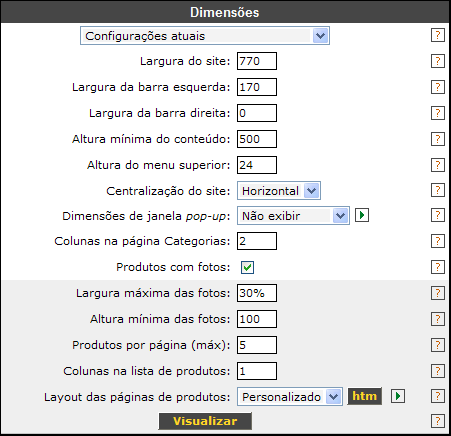 Dimensões
Configurações atuais ?
Largura do site: 770 ?
Largura da barra esquerda: 170 ?
Largura da barra direita: 0 ?
Altura mínima do conteúdo: 500 ?
Altura do menu superior: 24 ?
Centralização do site: Horizontal ?
Dimensões de janela pop-up: Não exibir ?
Colunas na página Categorias: 2 ?
Produtos com fotos: ?
Largura máxima das fotos: 30% ?
Altura mínima das fotos: 100 ?
Produtos por página (máx): 5 ?
Colunas na lista de produtos: 1 ?
Layout das páginas de produtos: Personalizado htm ?
Visualizar ?